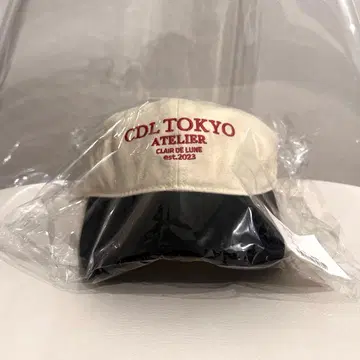 CDL TOKYO
ATELIER
CLAIR DE LUNE
est.2023